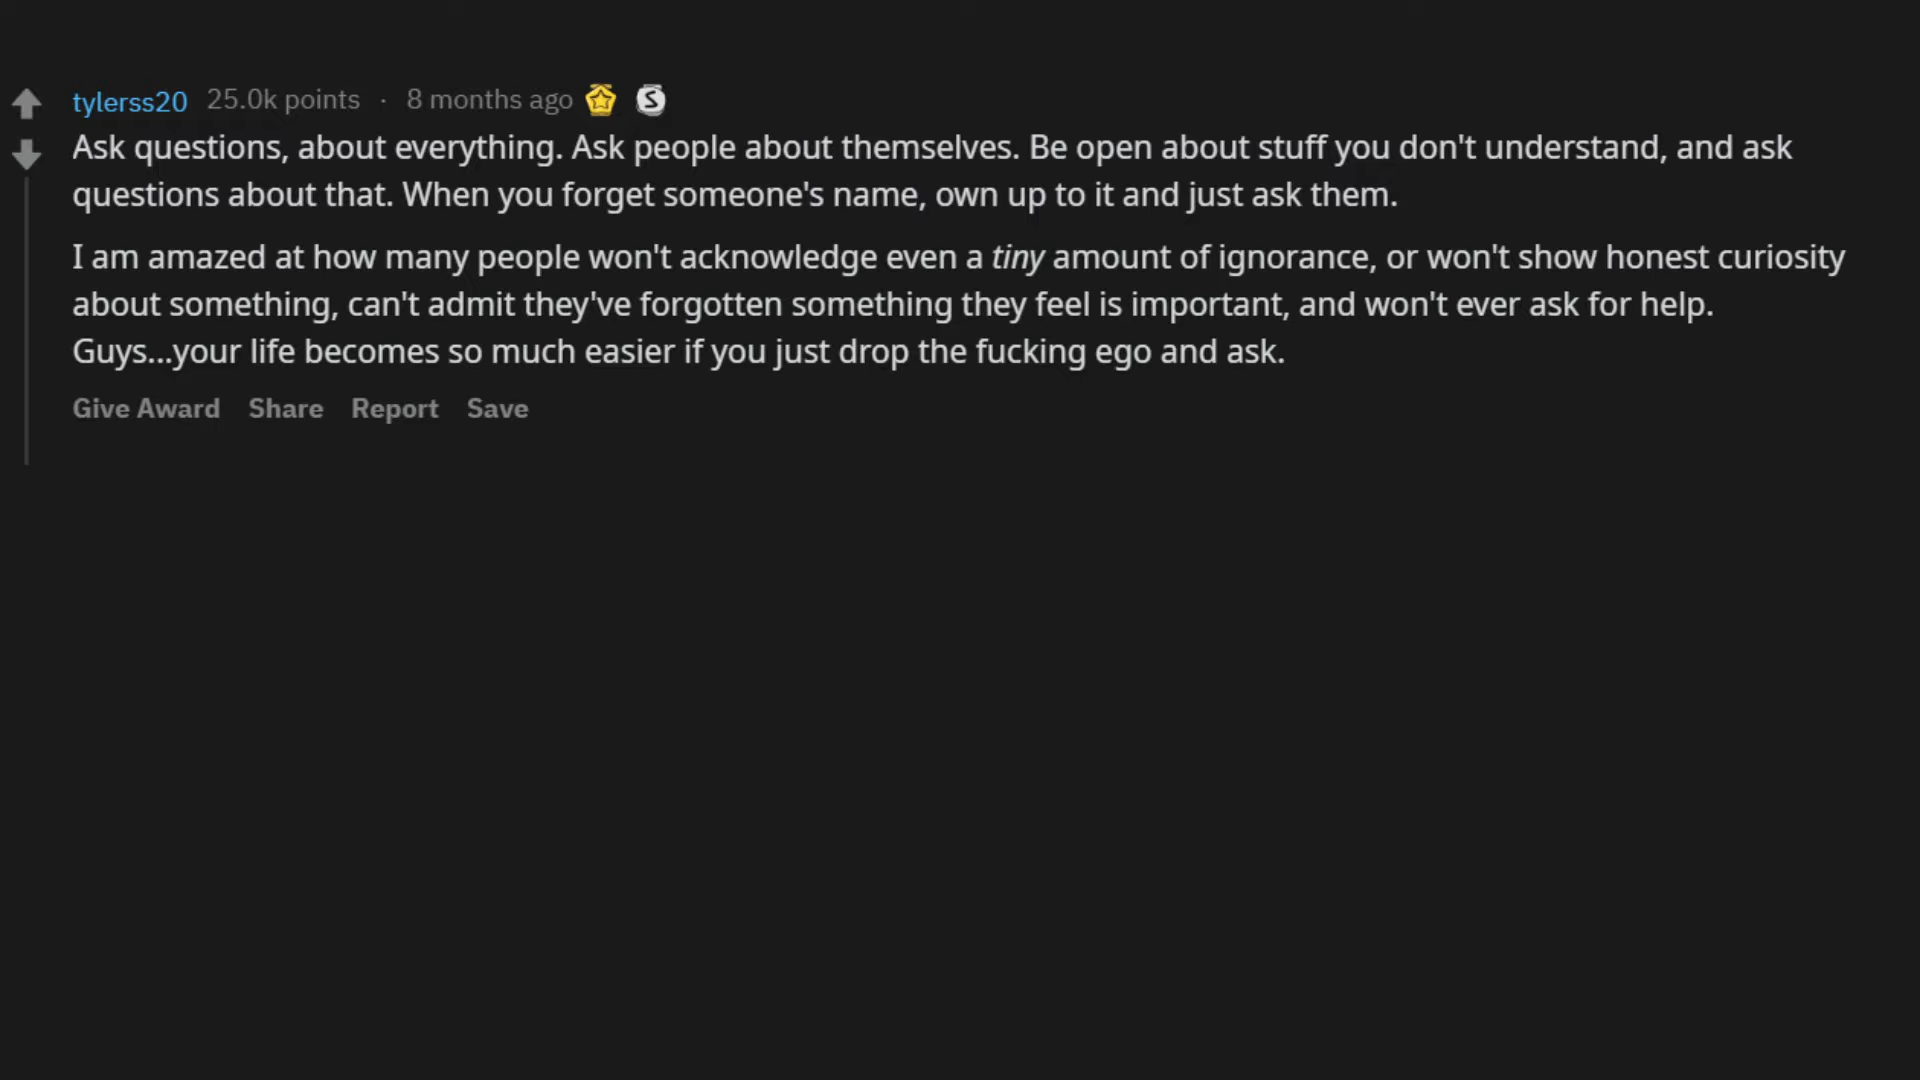 tylerss20 25.0k points · 8 months ago
Ask questions, about everything. Ask people about themselves. Be open about stuff you don't understand, and ask
questions about that. When you forget someone's name, own up to it and just ask them.
I am amazed at how many people won't acknowledge even a tiny amount of ignorance, or won't show honest curiosity
about something, can't admit they've forgotten something they feel is important, and won't ever ask for help.
Guys...your life becomes so much easier if you just drop the fucking ego and ask.
Give Award Share Report Save